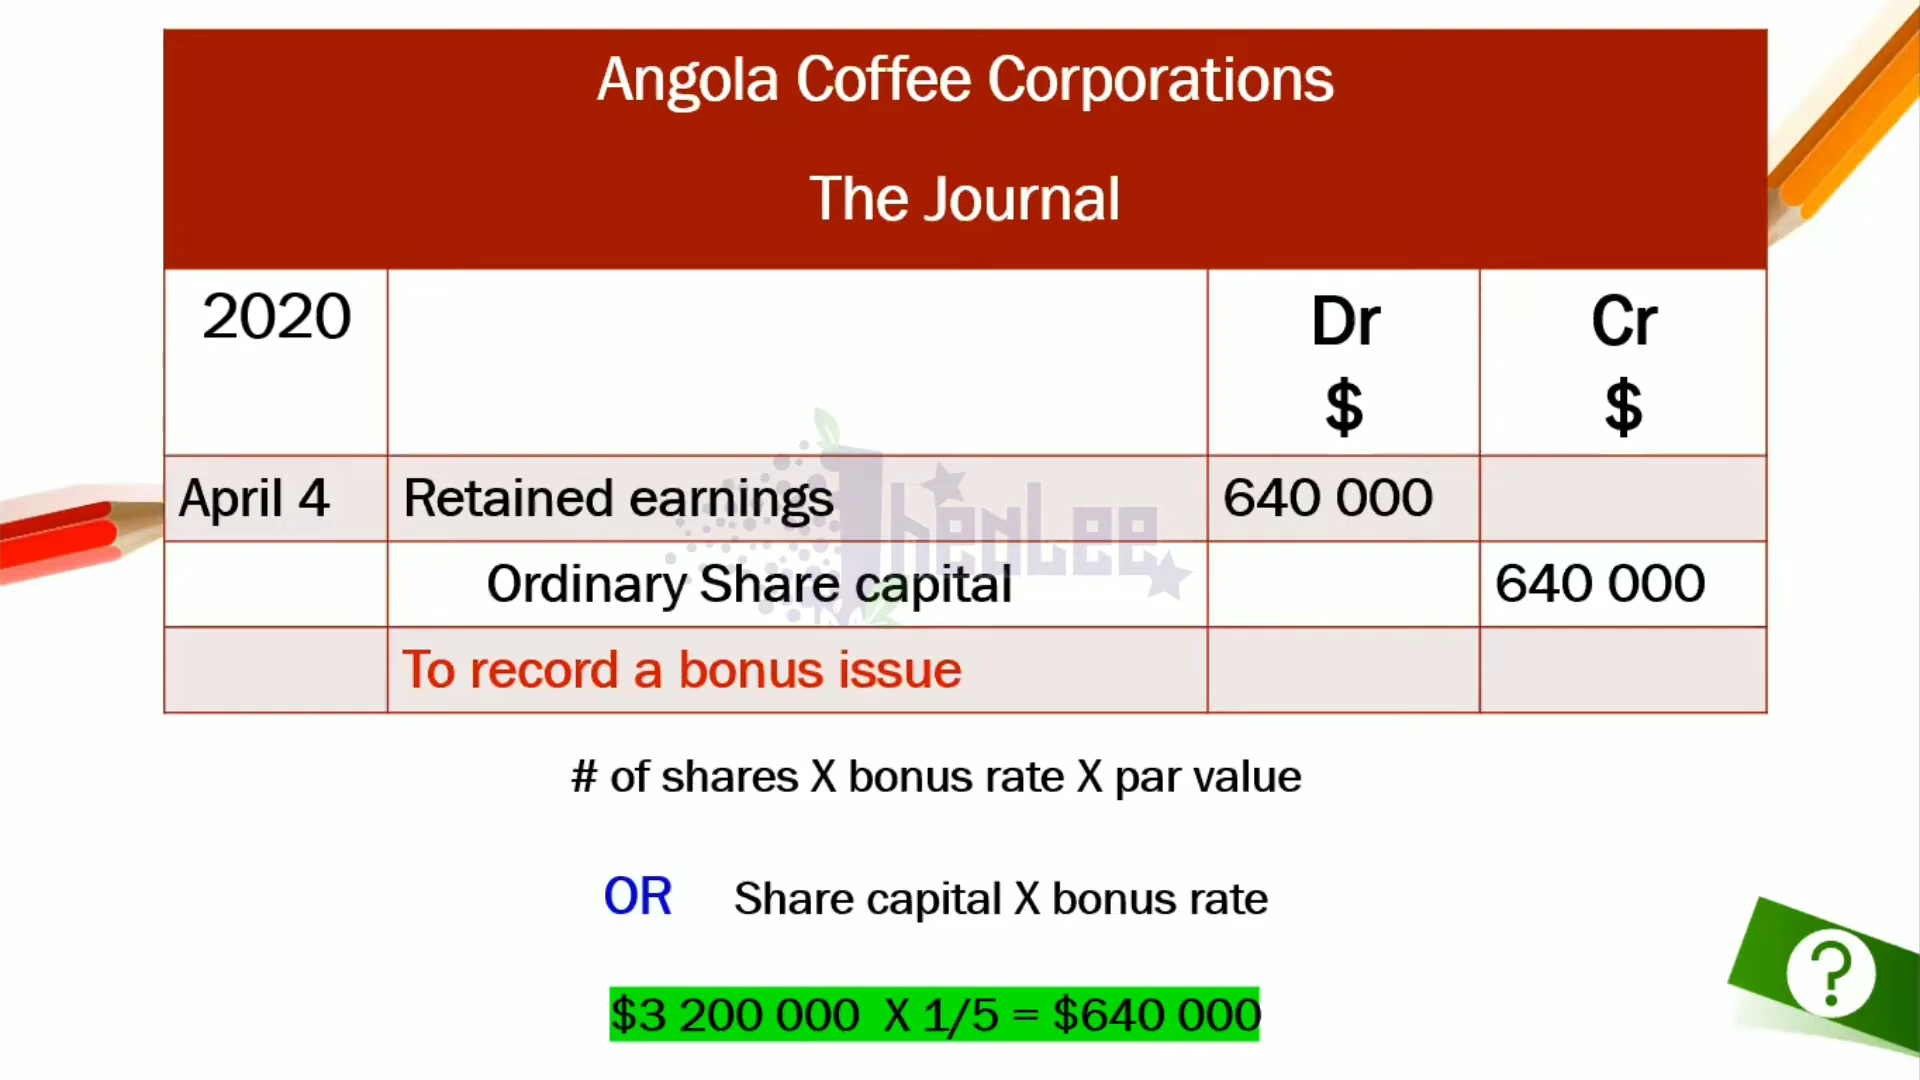 Angola Coffee Corporations
The Journal
2020 Dr Cr
$ $
April 4 Retained earnings 640 000
Ordinary Share capital 640 000
To record a bonus issue
# of shares X bonus rate X par value
OR Share capital X bonus rate
$3 200 000 X 1/5 = $640 000
?